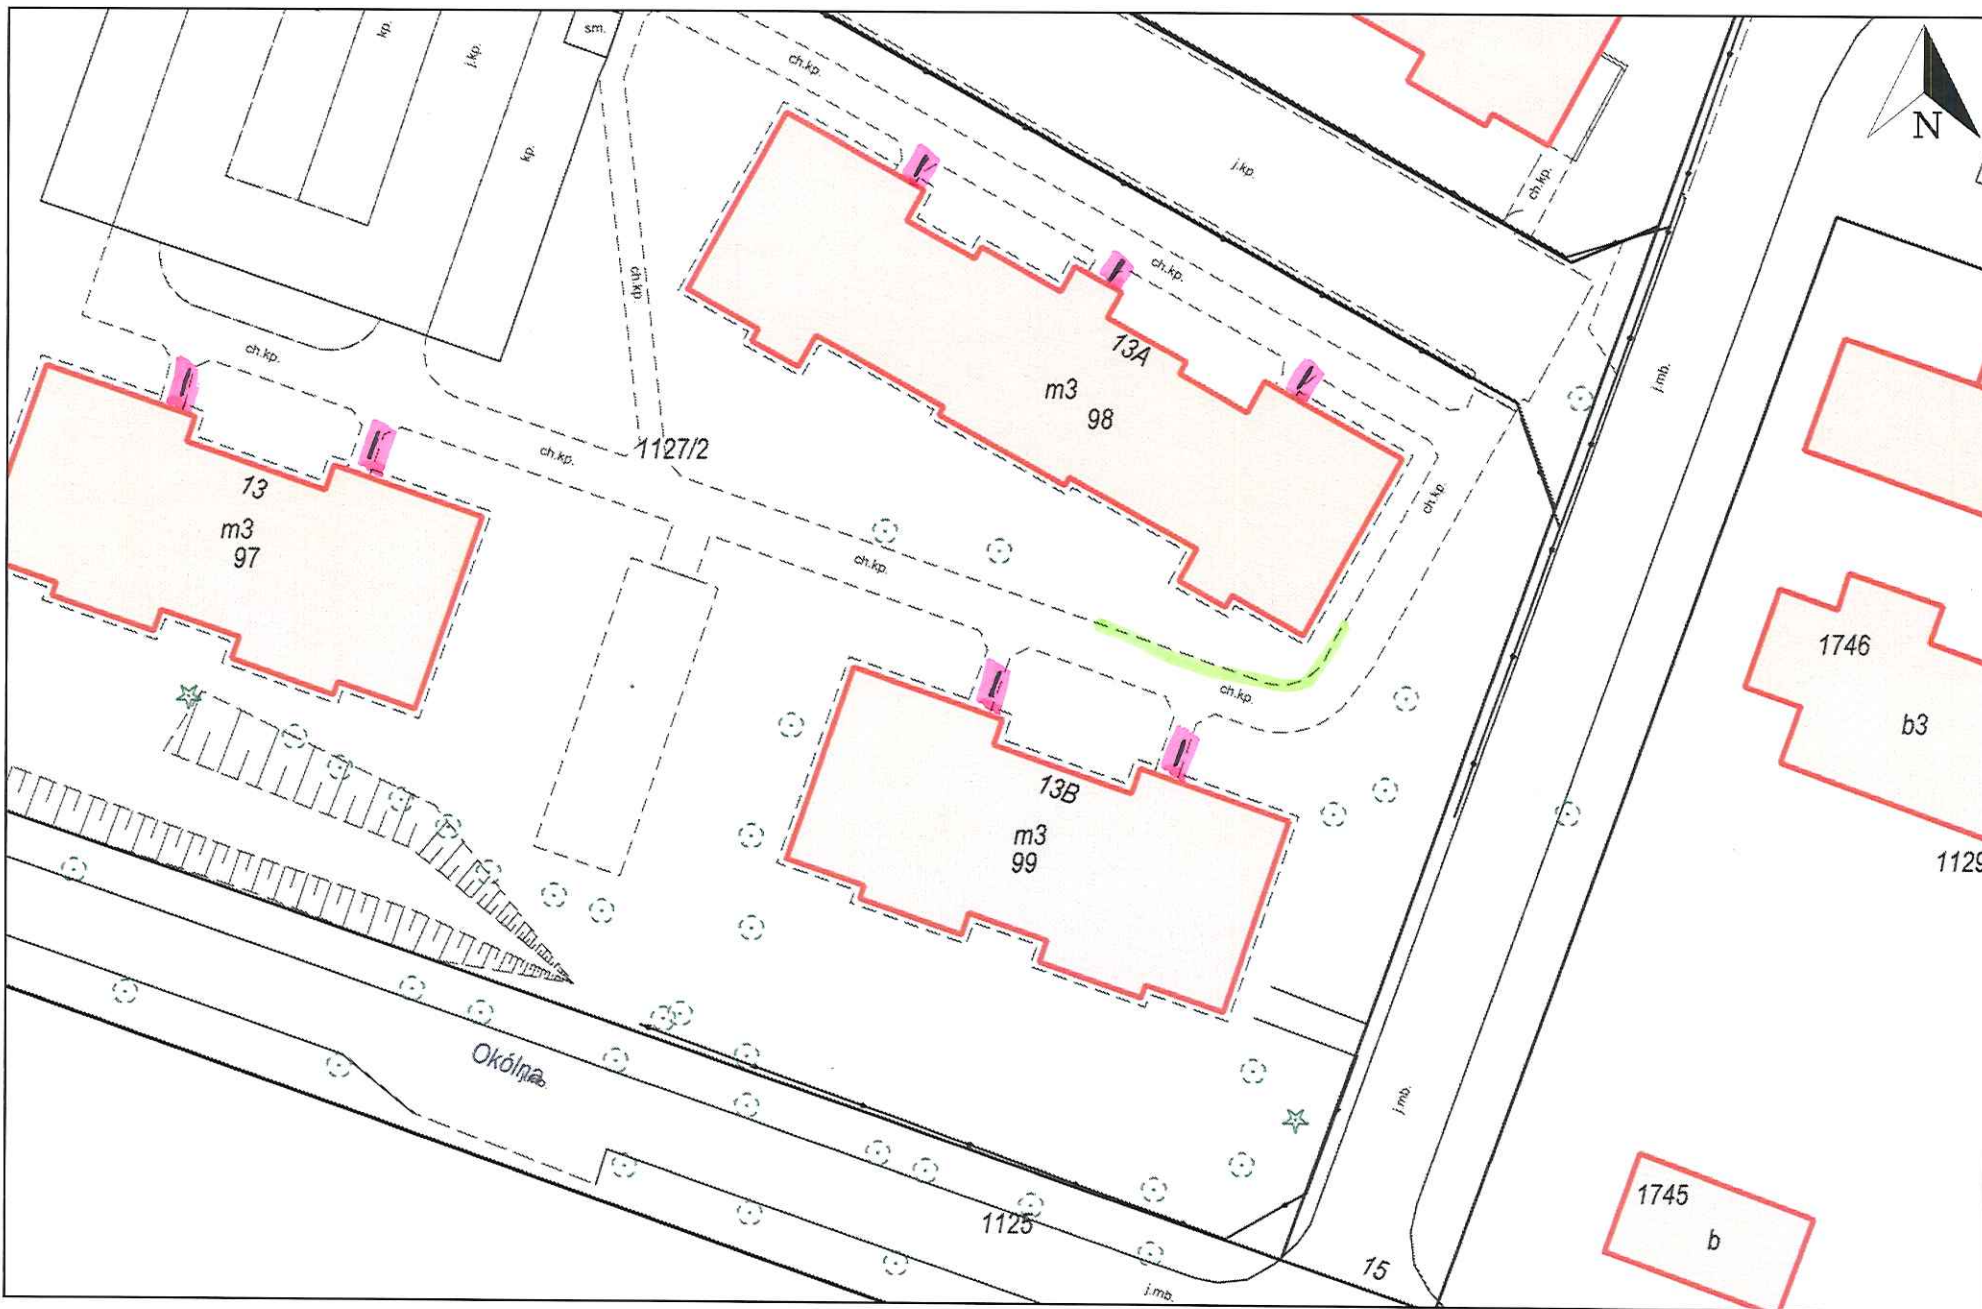 kp.
j.kp.
sm.
ch.kp.
kp.
N
j.kp.
ch.kp.
ch.kp.
ch.kp.
13A
m3
98
j.mb.
ch.kp.
1127/2
ch.kp.
ch.kp.
13
m3
97
ch.kp.
ch.kp.
1746
b3
13B
m3
99
1129
Okólna
j.mb.
1745
b
1125
15
j.mb.